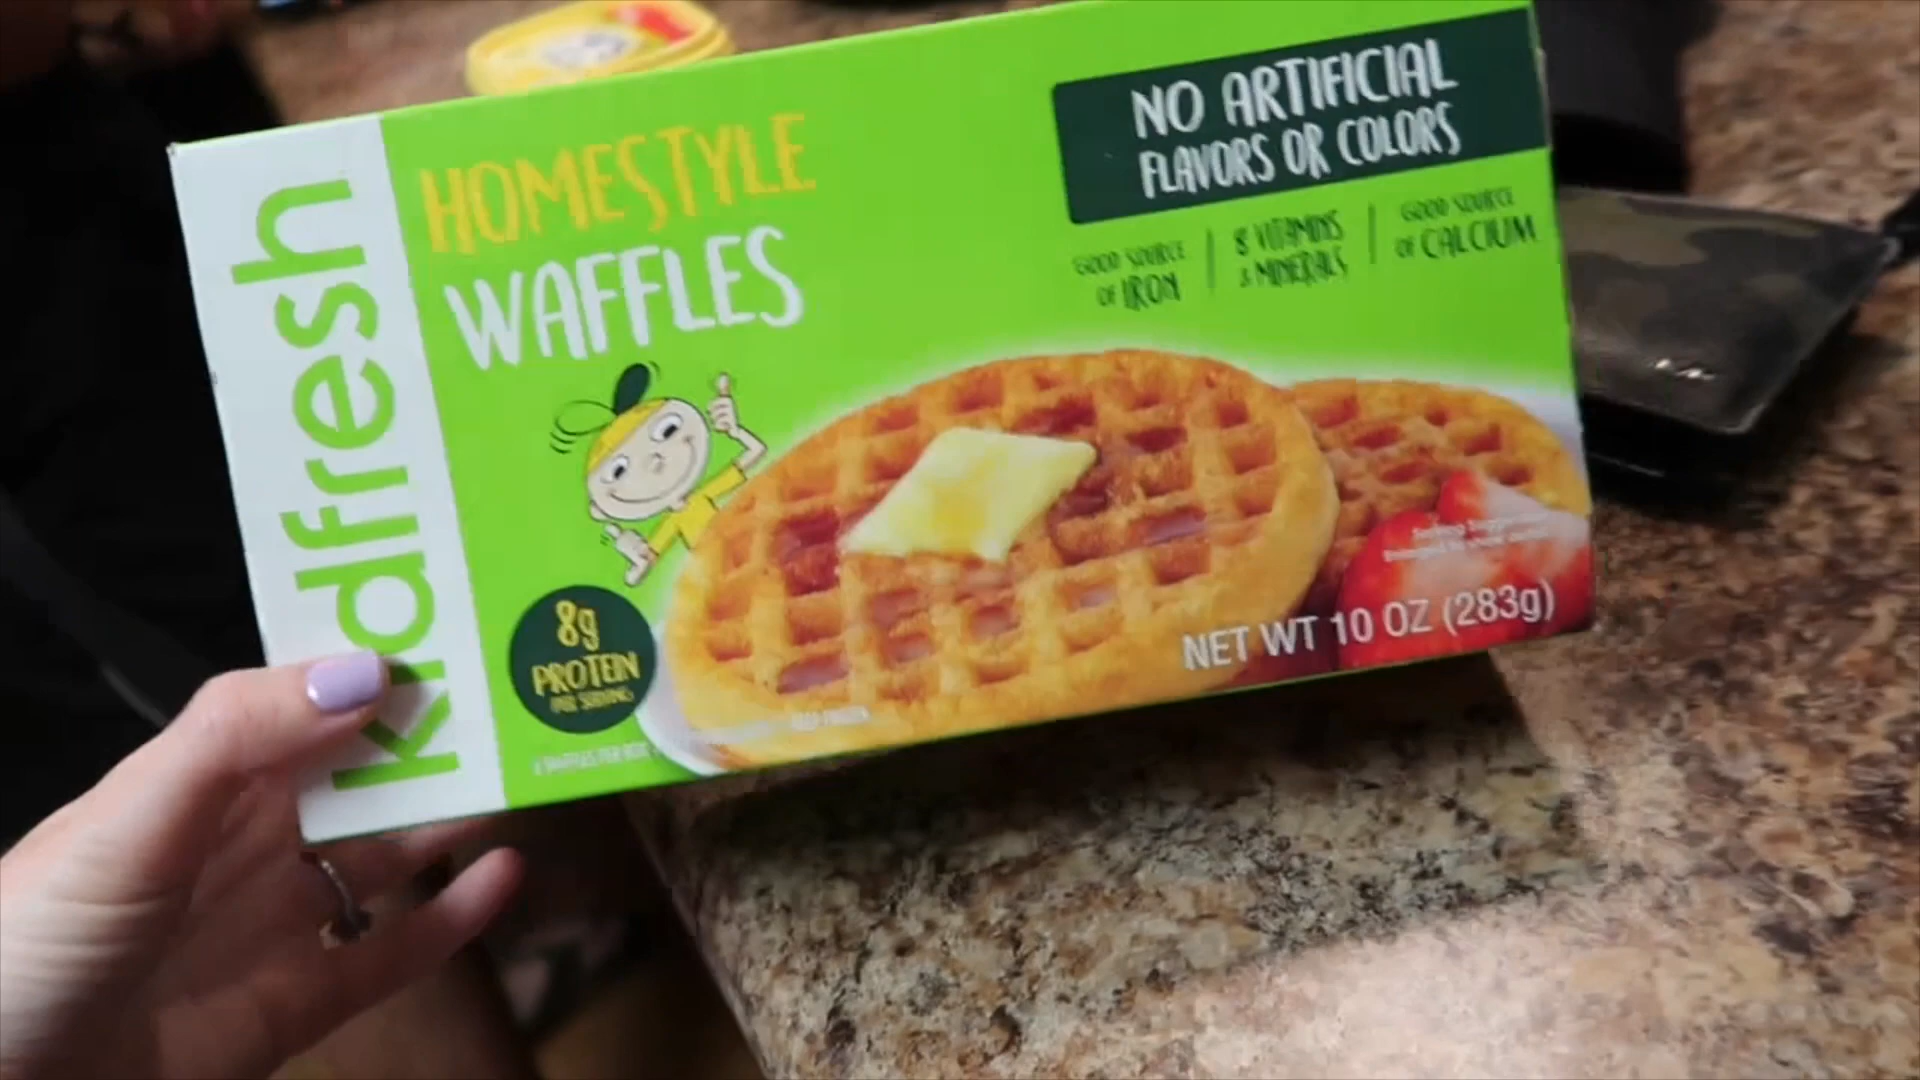 kidfresh
HOMESTYLE
WAFFLES
NO ARTIFICIAL
FLAVORS OR COLORS
GOOD SOURCE
OF IRON
8 VITAMINS
& MINERALS
GOOD SOURCE
OF CALCIUM
8g
PROTEIN
PER SERVING
NET WT 10 OZ (283g)